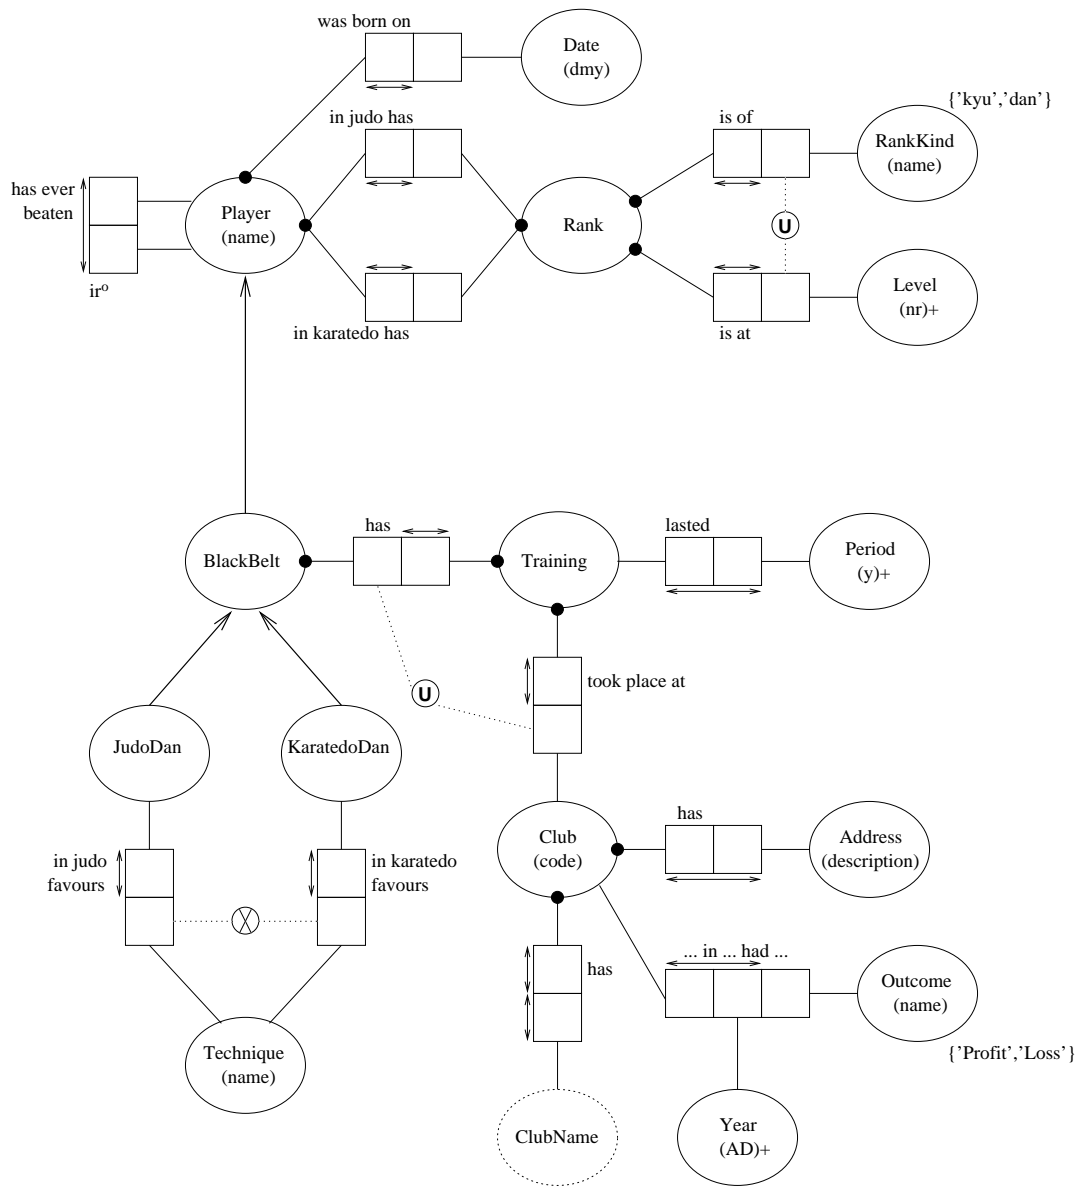 was born on
Date
(dmy)
{'kyu','dan'}
in judo has
is of
RankKind
(name)
has ever
beaten
Player
(name)
Rank
U
ir°
Level
(nr)+
in karatedo has
is at
has
lasted
BlackBelt
Training
Period
(y)+
U
took place at
JudoDan
KaratedoDan
has
Club
(code)
Address
(description)
in judo
favours
in karatedo
favours
... in ... had ...
has
Outcome
(name)
Technique
(name)
{'Profit','Loss'}
ClubName
Year
(AD)+